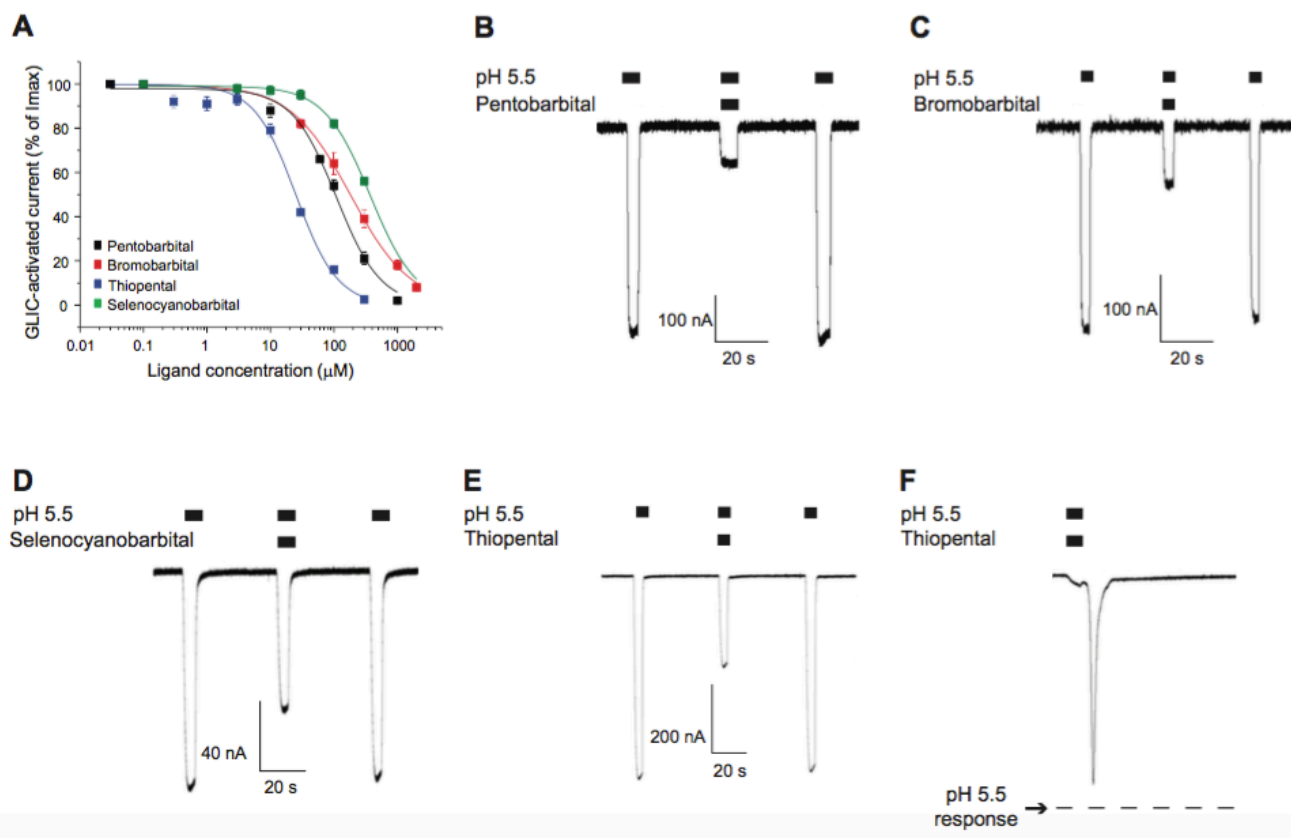 A
GLIC-activated current (% of Imax)
100
80
60
40
20
0
Pentobarbital
Bromobarbital
Thiopental
Selenocyanobarbital
0.01 0.1 1 10 100 1000
Ligand concentration (μM)
B
pH 5.5
Pentobarbital
100 nA
20 s
C
pH 5.5
Bromobarbital
100 nA
20 s
D
pH 5.5
Selenocyanobarbital
40 nA
20 s
E
pH 5.5
Thiopental
200 nA
20 s
F
pH 5.5
Thiopental
pH 5.5
response